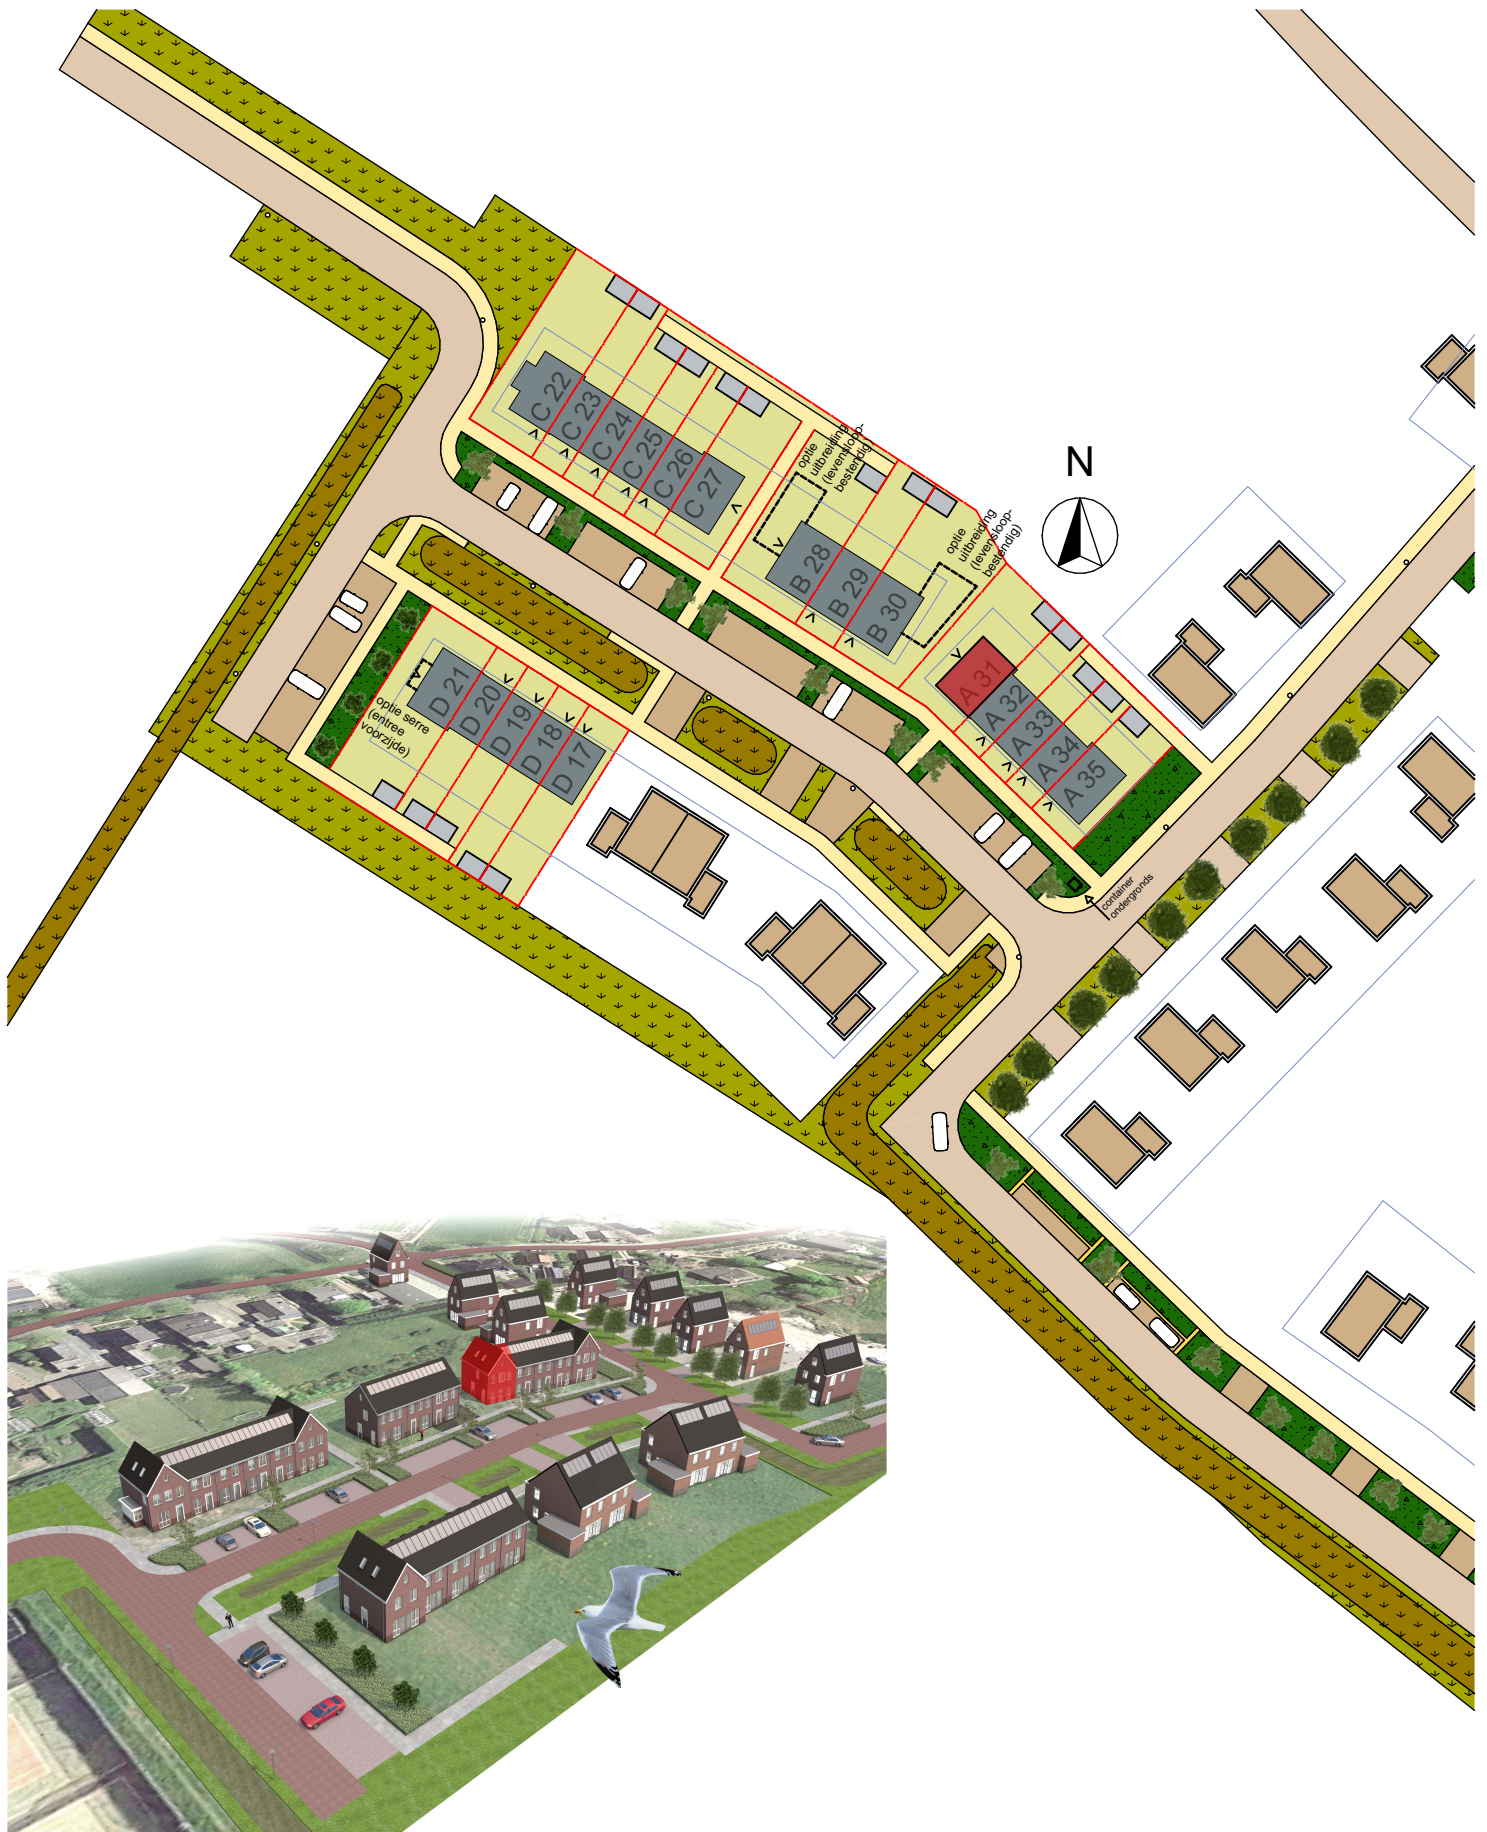 N
C 22
C 23
C 24
C 25
C 26
C 27
optie
uitbreiding
(levensloop-
bestendig)
B 28
B 29
B 30
optie
uitbreiding
(levensloop-
bestendig)
A 31
A 32
A 33
A 34
A 35
D 21
D 20
D 19
D 18
D 17
optie serre
(entree
voorzijde)
container
ondergronds